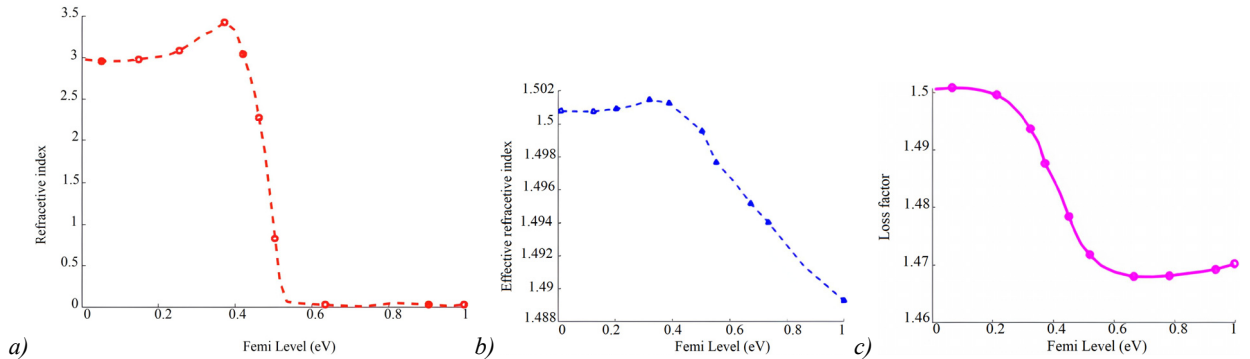 3.5
3
2.5
2
1.5
1
0.5
0
0 0.2 0.4 0.6 0.8 1
Refracetive index
Femi Level (eV)
a)
1.502
1.5
1.498
1.496
1.494
1.492
1.49
1.488
0 0.2 0.4 0.6 0.8 1
Effective refracetive index
Femi Level (eV)
b)
1.5
1.49
1.48
1.47
1.46
0 0.2 0.4 0.6 0.8 1
Loss factor
Femi Level (eV)
c)